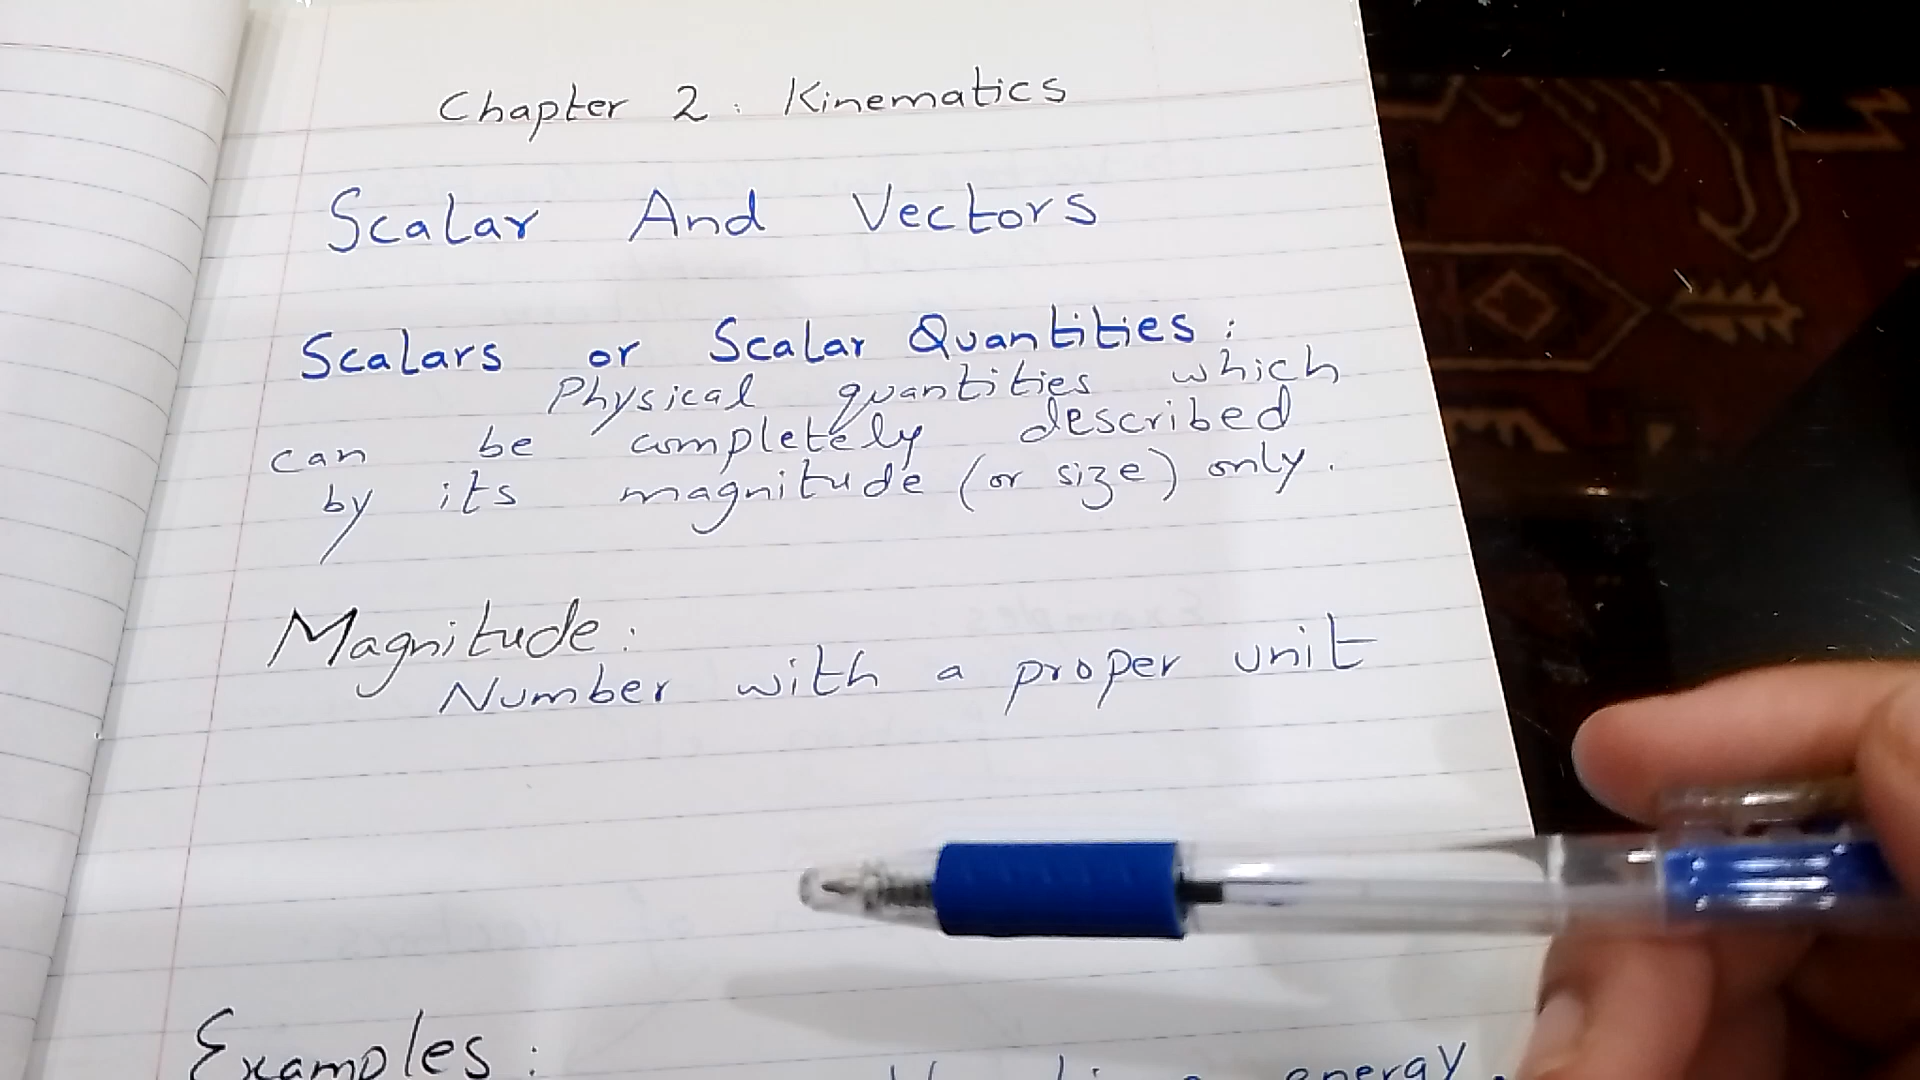 Chapter 2 : Kinematics
Scalar And Vectors
Scalars or Scalar Quantities :
Physical quantities which
can be completely described
by its magnitude (or size) only.
Magnitude :
Number with a proper unit
Examples :
energy,